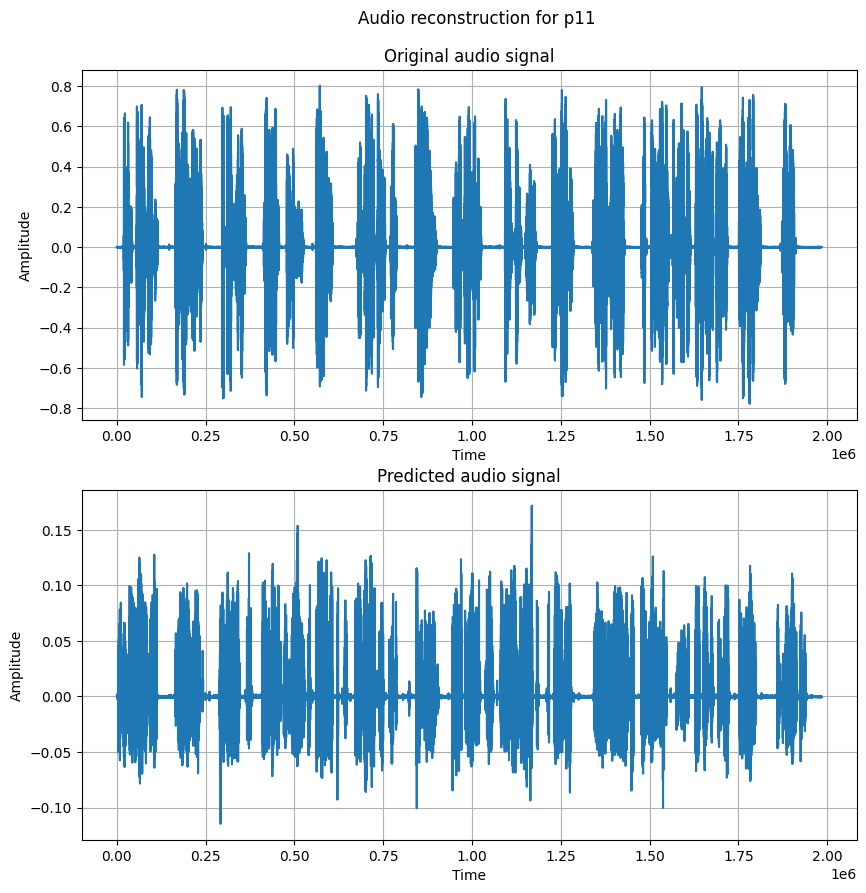 Audio reconstruction for p11
Original audio signal
Amplitude
0.8
0.6
0.4
0.2
0.0
−0.2
−0.4
−0.6
−0.8
0.00 0.25 0.50 0.75 1.00 1.25 1.50 1.75 2.00
Time
1e6
Predicted audio signal
Amplitude
0.15
0.10
0.05
0.00
−0.05
−0.10
0.00 0.25 0.50 0.75 1.00 1.25 1.50 1.75 2.00
Time
1e6